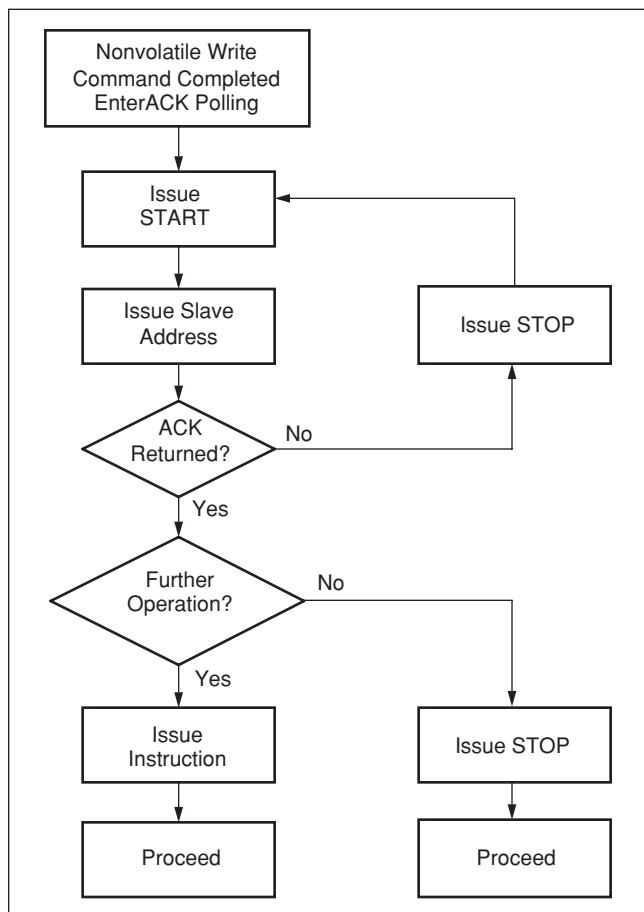 Nonvolatile Write
Command Completed
EnterACK Polling
Issue
START
Issue Slave
Address
Issue STOP
ACK
Returned?
No
Yes
Further
Operation?
No
Yes
Issue
Instruction
Issue STOP
Proceed
Proceed